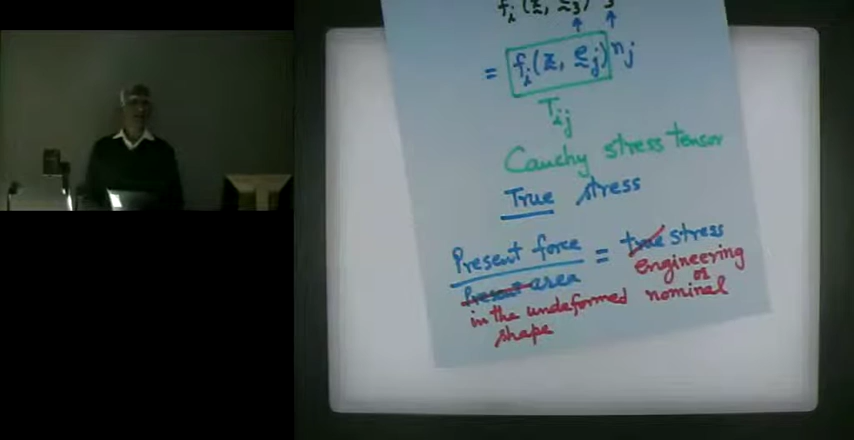 = f_i(x, e_j) n_j
T_ij
Cauchy stress tensor
True stress
Present force
present area
= true stress
engineering
or
in the undeformed nominal
shape